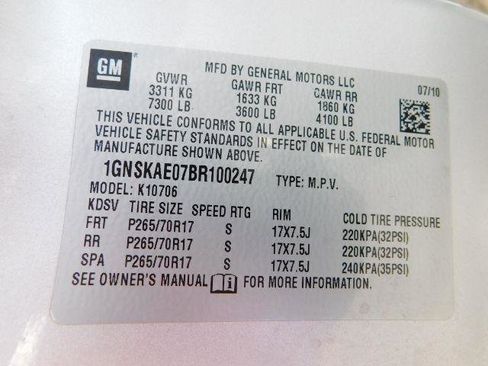 GM
MFD BY GENERAL MOTORS LLC 07/10
GVWR GAWR FRT GAWR RR
3311 KG 1633 KG 1860 KG
7300 LB 3600 LB 4100 LB
THIS VEHICLE CONFORMS TO ALL APPLICABLE U.S. FEDERAL MOTOR
VEHICLE SAFETY STANDARDS IN EFFECT ON THE DATE OF
MANUFACTURE SHOWN ABOVE.
1GNSKAE07BR100247 TYPE: M.P.V.
MODEL: K10706
KDSV TIRE SIZE SPEED RTG RIM COLD TIRE PRESSURE
FRT P265/70R17 S 17X7.5J 220KPA(32PSI)
RR P265/70R17 S 17X7.5J 220KPA(32PSI)
SPA P265/70R17 S 17X7.5J 240KPA(35PSI)
SEE OWNER'S MANUAL i FOR MORE INFORMATION.